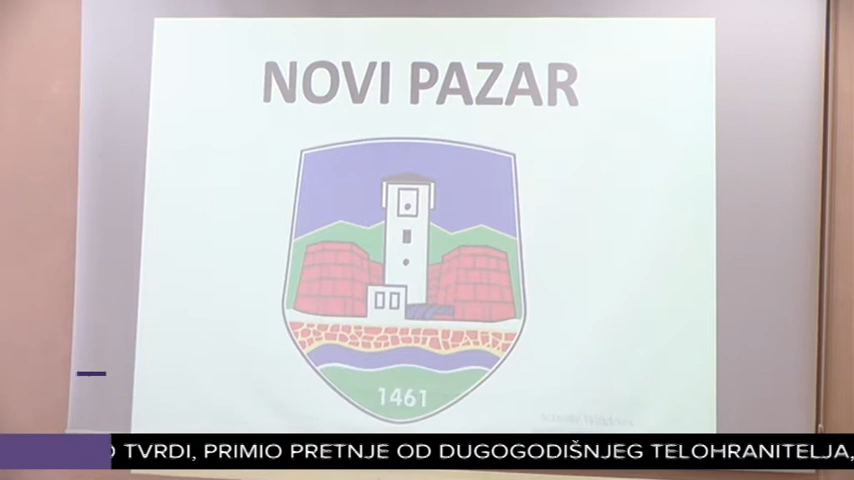 NOVI PAZAR
1461
TVRDI, PRIMIO PRETNJE OD DUGOGODIŠNJEG TELOHRANITELJA,